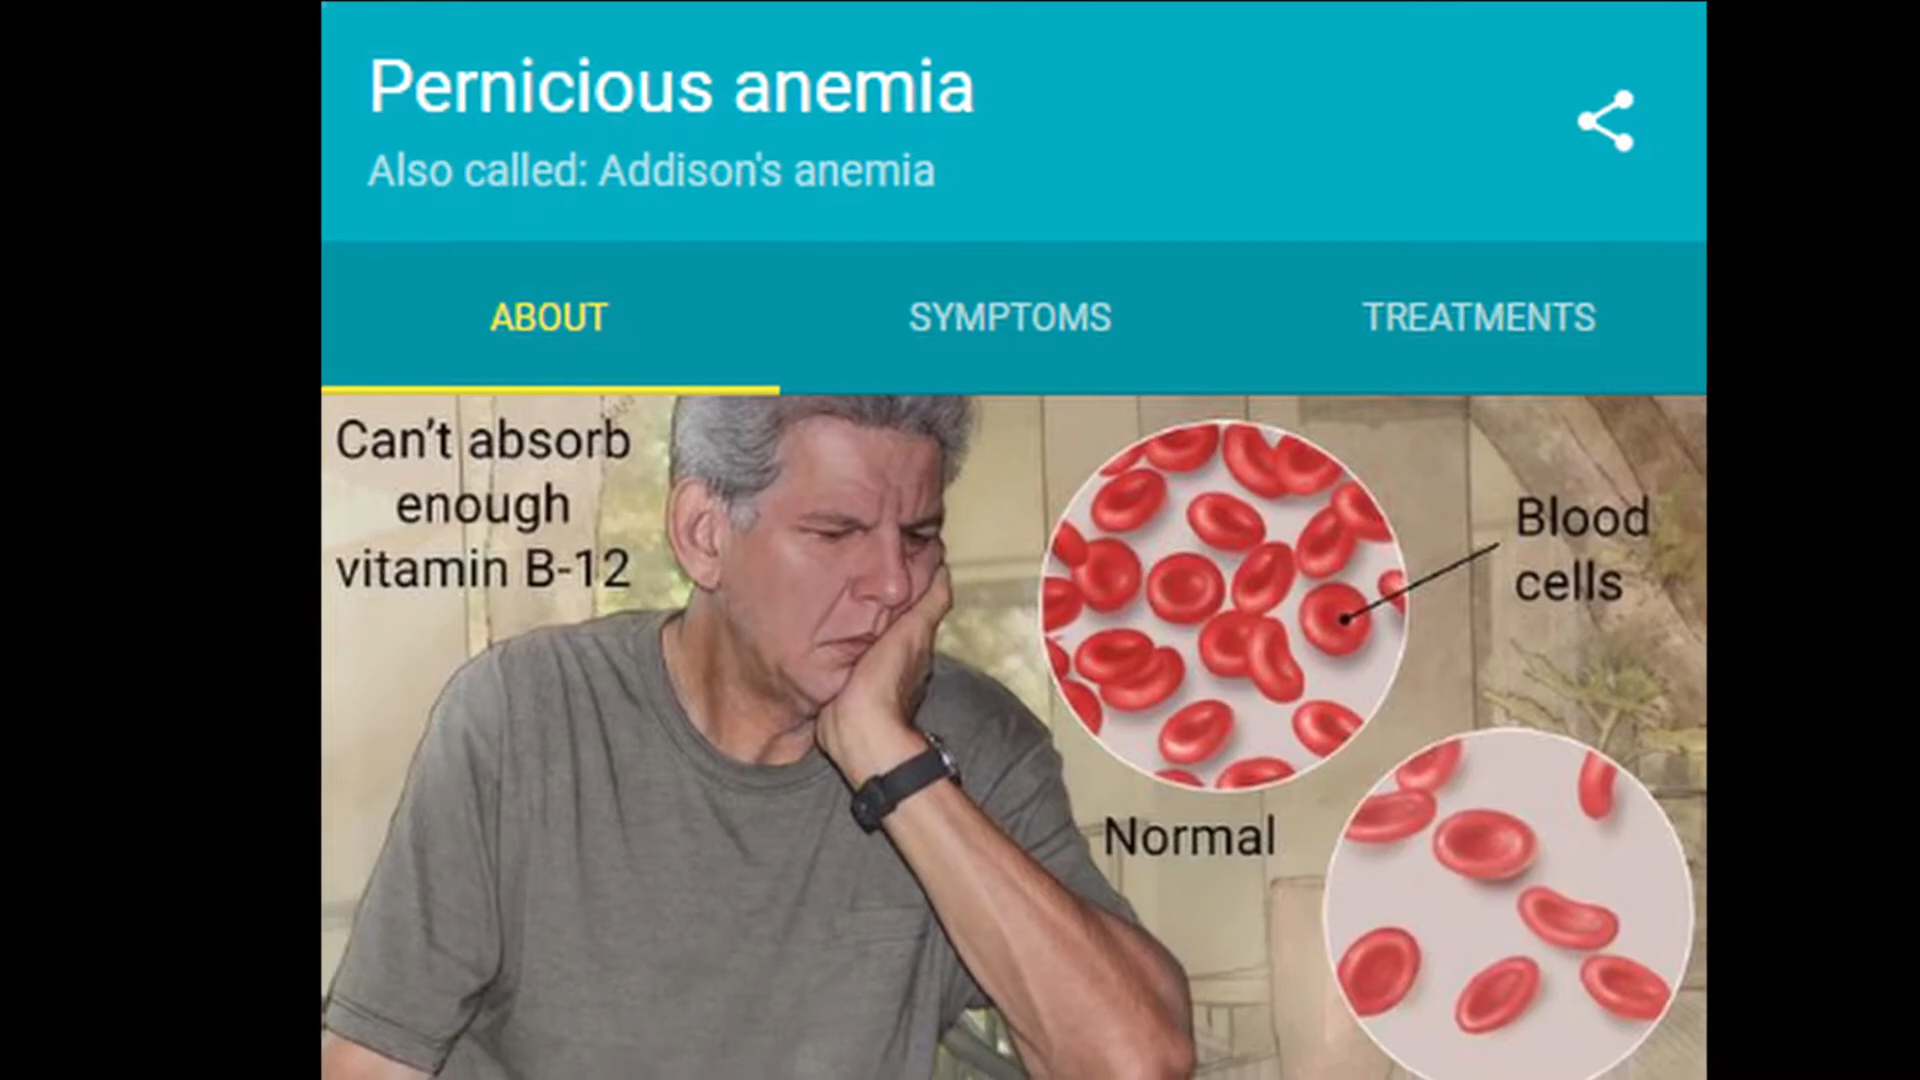 Pernicious anemia
Also called: Addison's anemia
ABOUT
SYMPTOMS
TREATMENTS
Can't absorb
enough
vitamin B-12
Blood
cells
Normal